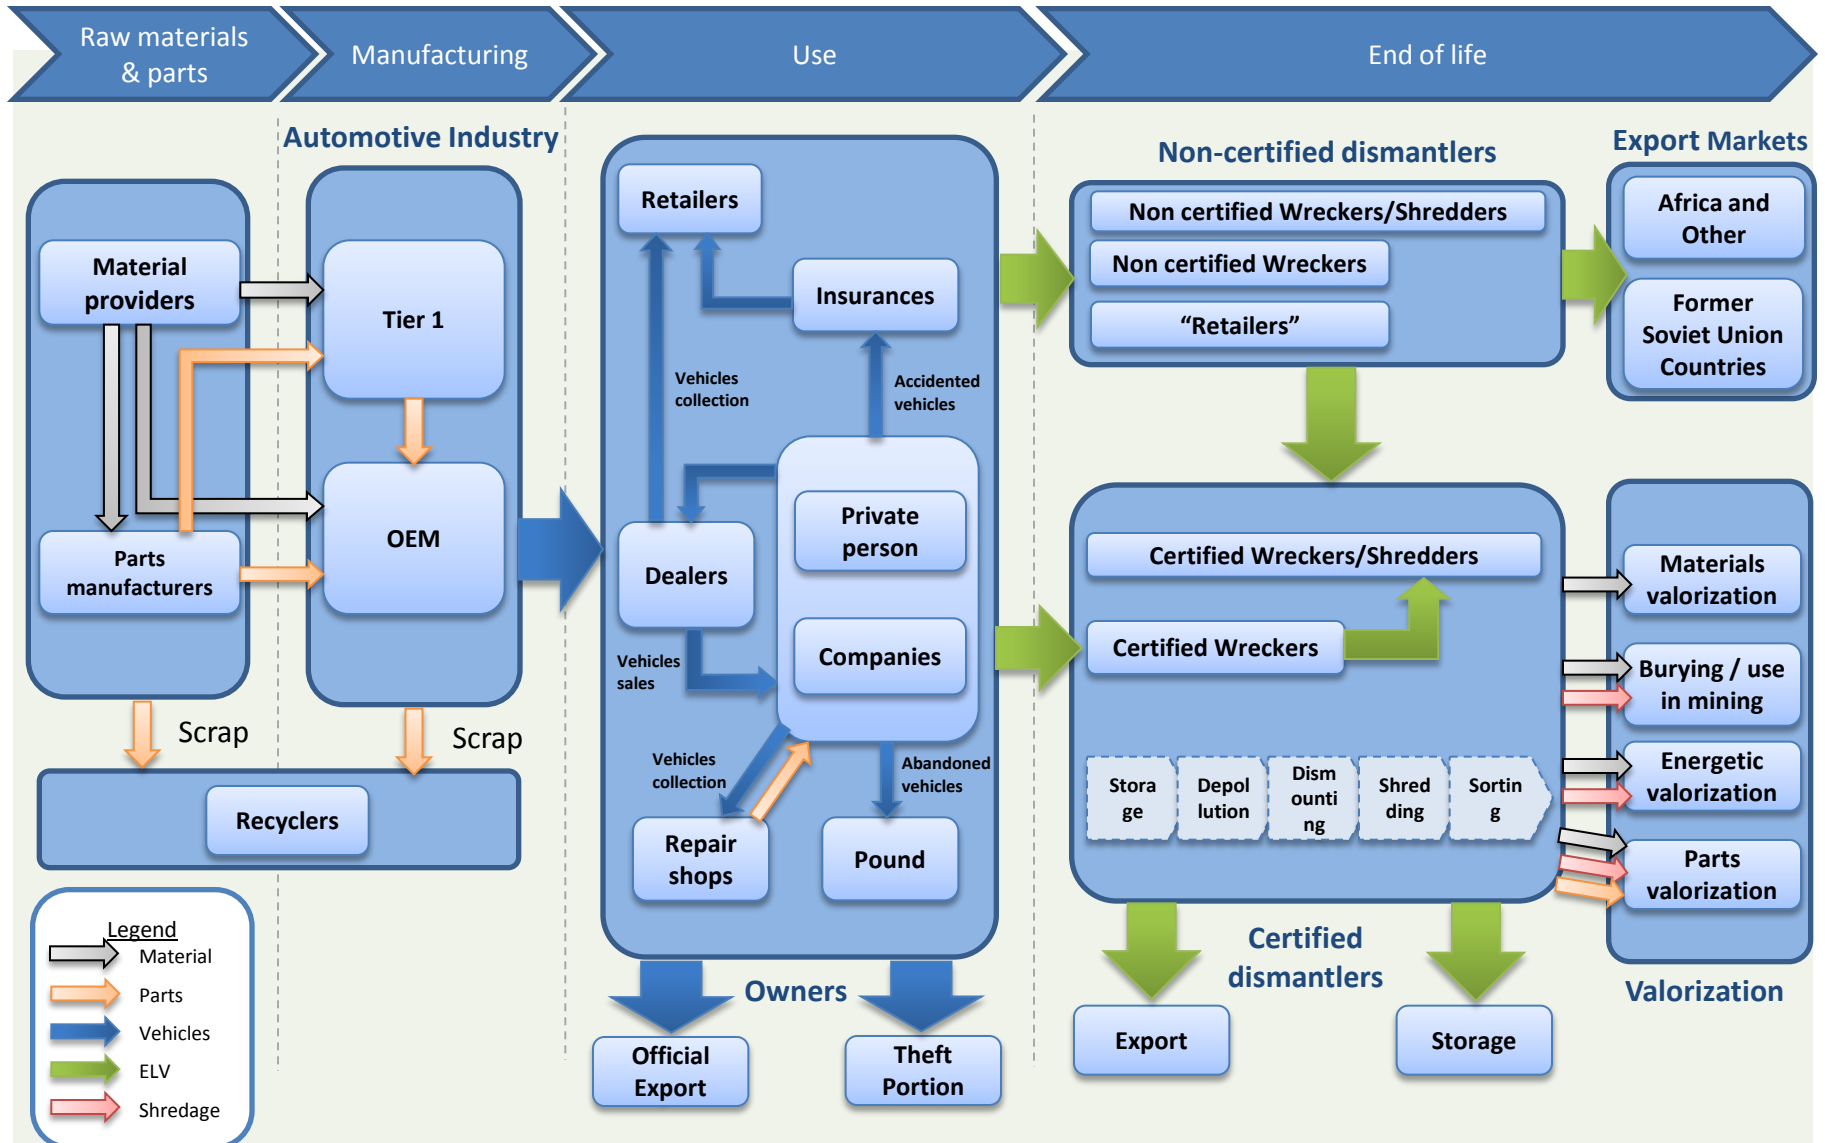 Raw materials
& parts
Manufacturing
Use
End of life
Automotive Industry
Material
providers
Parts
manufacturers
Tier 1
OEM
Scrap
Scrap
Recyclers
Legend
Material
Parts
Vehicles
ELV
Shredage
Retailers
Insurances
Vehicles
collection
Accidented
vehicles
Private
person
Dealers
Companies
Vehicles
sales
Vehicles
collection
Abandoned
vehicles
Repair
shops
Pound
Owners
Official
Export
Theft
Portion
Non-certified dismantlers
Non certified Wreckers/Shredders
Non certified Wreckers
“Retailers”
Export Markets
Africa and
Other
Former
Soviet Union
Countries
Certified Wreckers/Shredders
Certified Wreckers
Stora
ge
Depol
lution
Dism
ounti
ng
Shred
ding
Sortin
g
Certified
dismantlers
Export
Storage
Materials
valorization
Burying / use
in mining
Energetic
valorization
Parts
valorization
Valorization